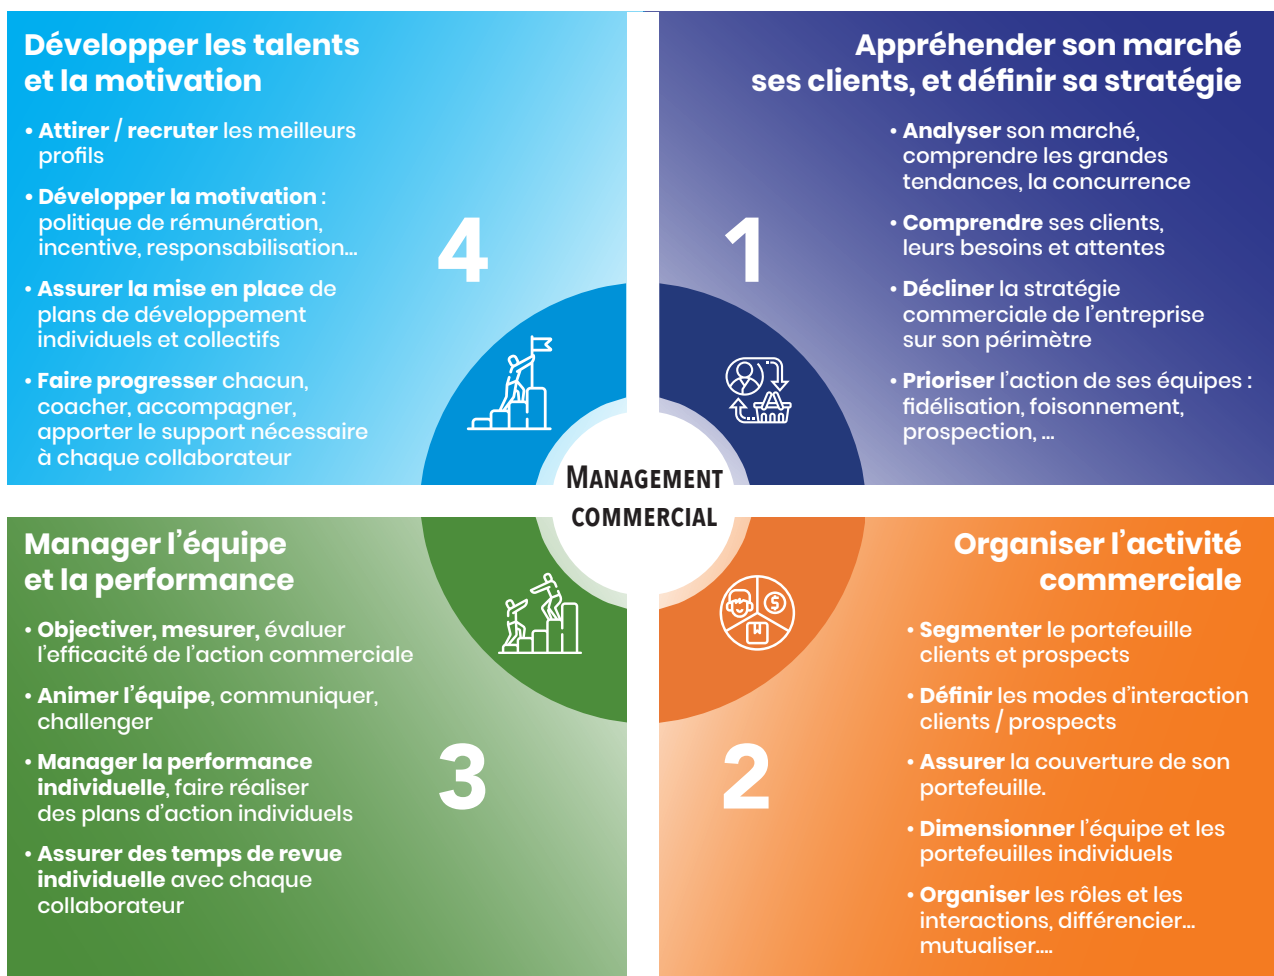 Développer les talents
et la motivation
• Attirer / recruter les meilleurs
profils
• Développer la motivation :
politique de rémunération,
incentive, responsabilisation...
• Assurer la mise en place de
plans de développement
individuels et collectifs
• Faire progresser chacun,
coacher, accompagner,
apporter le support nécessaire
à chaque collaborateur
4
Appréhender son marché
ses clients, et définir sa stratégie
• Analyser son marché,
comprendre les grandes
tendances, la concurrence
• Comprendre ses clients,
leurs besoins et attentes
• Décliner la stratégie
commerciale de l’entreprise
sur son périmètre
• Prioriser l’action de ses équipes :
fidélisation, foisonnement,
prospection, ...
1
MANAGEMENT
COMMERCIAL
Manager l’équipe
et la performance
• Objectiver, mesurer, évaluer
l’efficacité de l’action commerciale
• Animer l’équipe, communiquer,
challenger
• Manager la performance
individuelle, faire réaliser
des plans d’action individuels
• Assurer des temps de revue
individuelle avec chaque
collaborateur
3
Organiser l’activité
commerciale
• Segmenter le portefeuille
clients et prospects
• Définir les modes d’interaction
clients / prospects
• Assurer la couverture de son
portefeuille.
• Dimensionner l’équipe et les
portefeuilles individuels
• Organiser les rôles et les
interactions, différencier...
mutualiser....
2
$